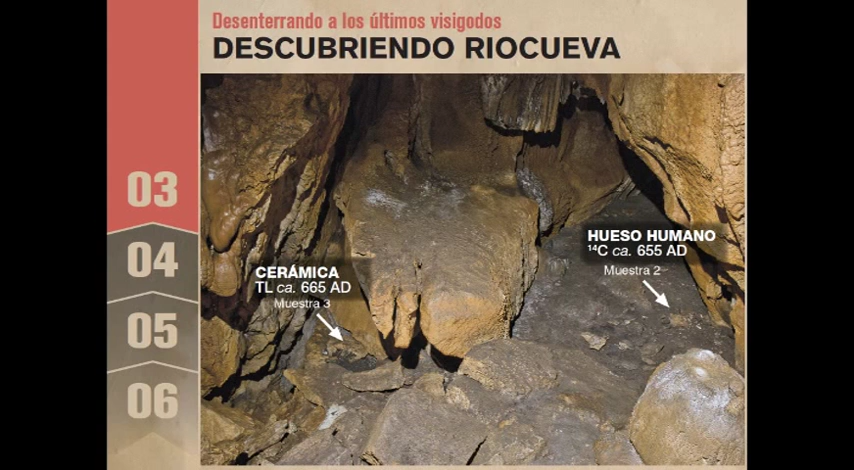 Desenterrando a los últimos visigodos
DESCUBRIENDO RIOCUEVA
03
04
05
06
CERÁMICA
TL ca. 665 AD
Muestra 3
HUESO HUMANO
¹⁴C ca. 655 AD
Muestra 2